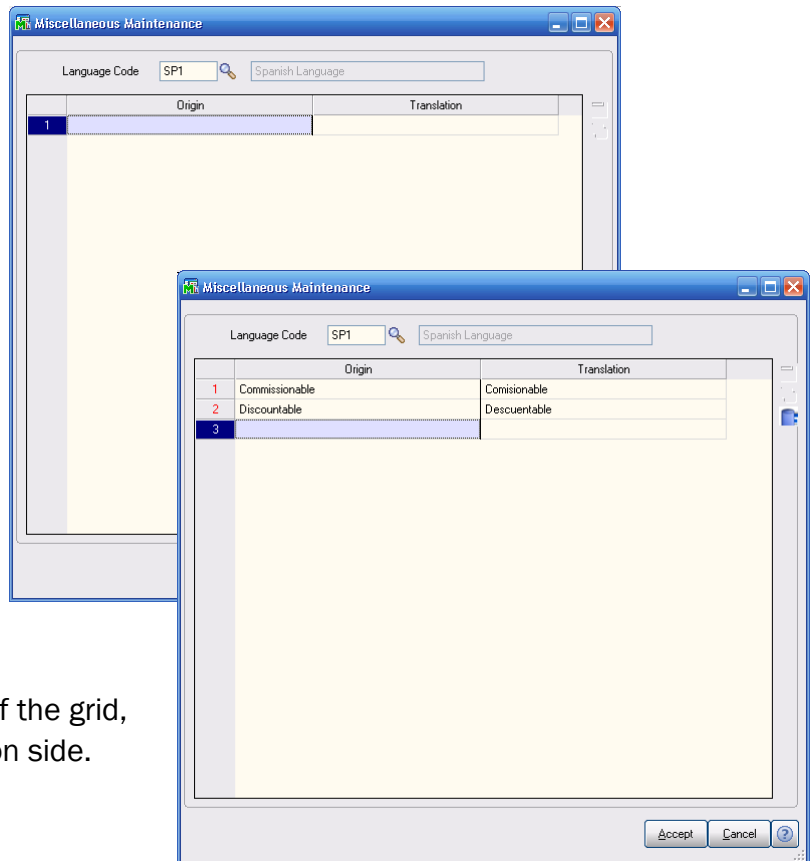 Miscellaneous Maintenance
Language Code SP1 Spanish Language
Origin Translation
1
Miscellaneous Maintenance
Language Code SP1 Spanish Language
Origin Translation
1 Commissionable Comisionable
2 Discountable Descuentable
3
f the grid,
on side.
Accept Cancel ?